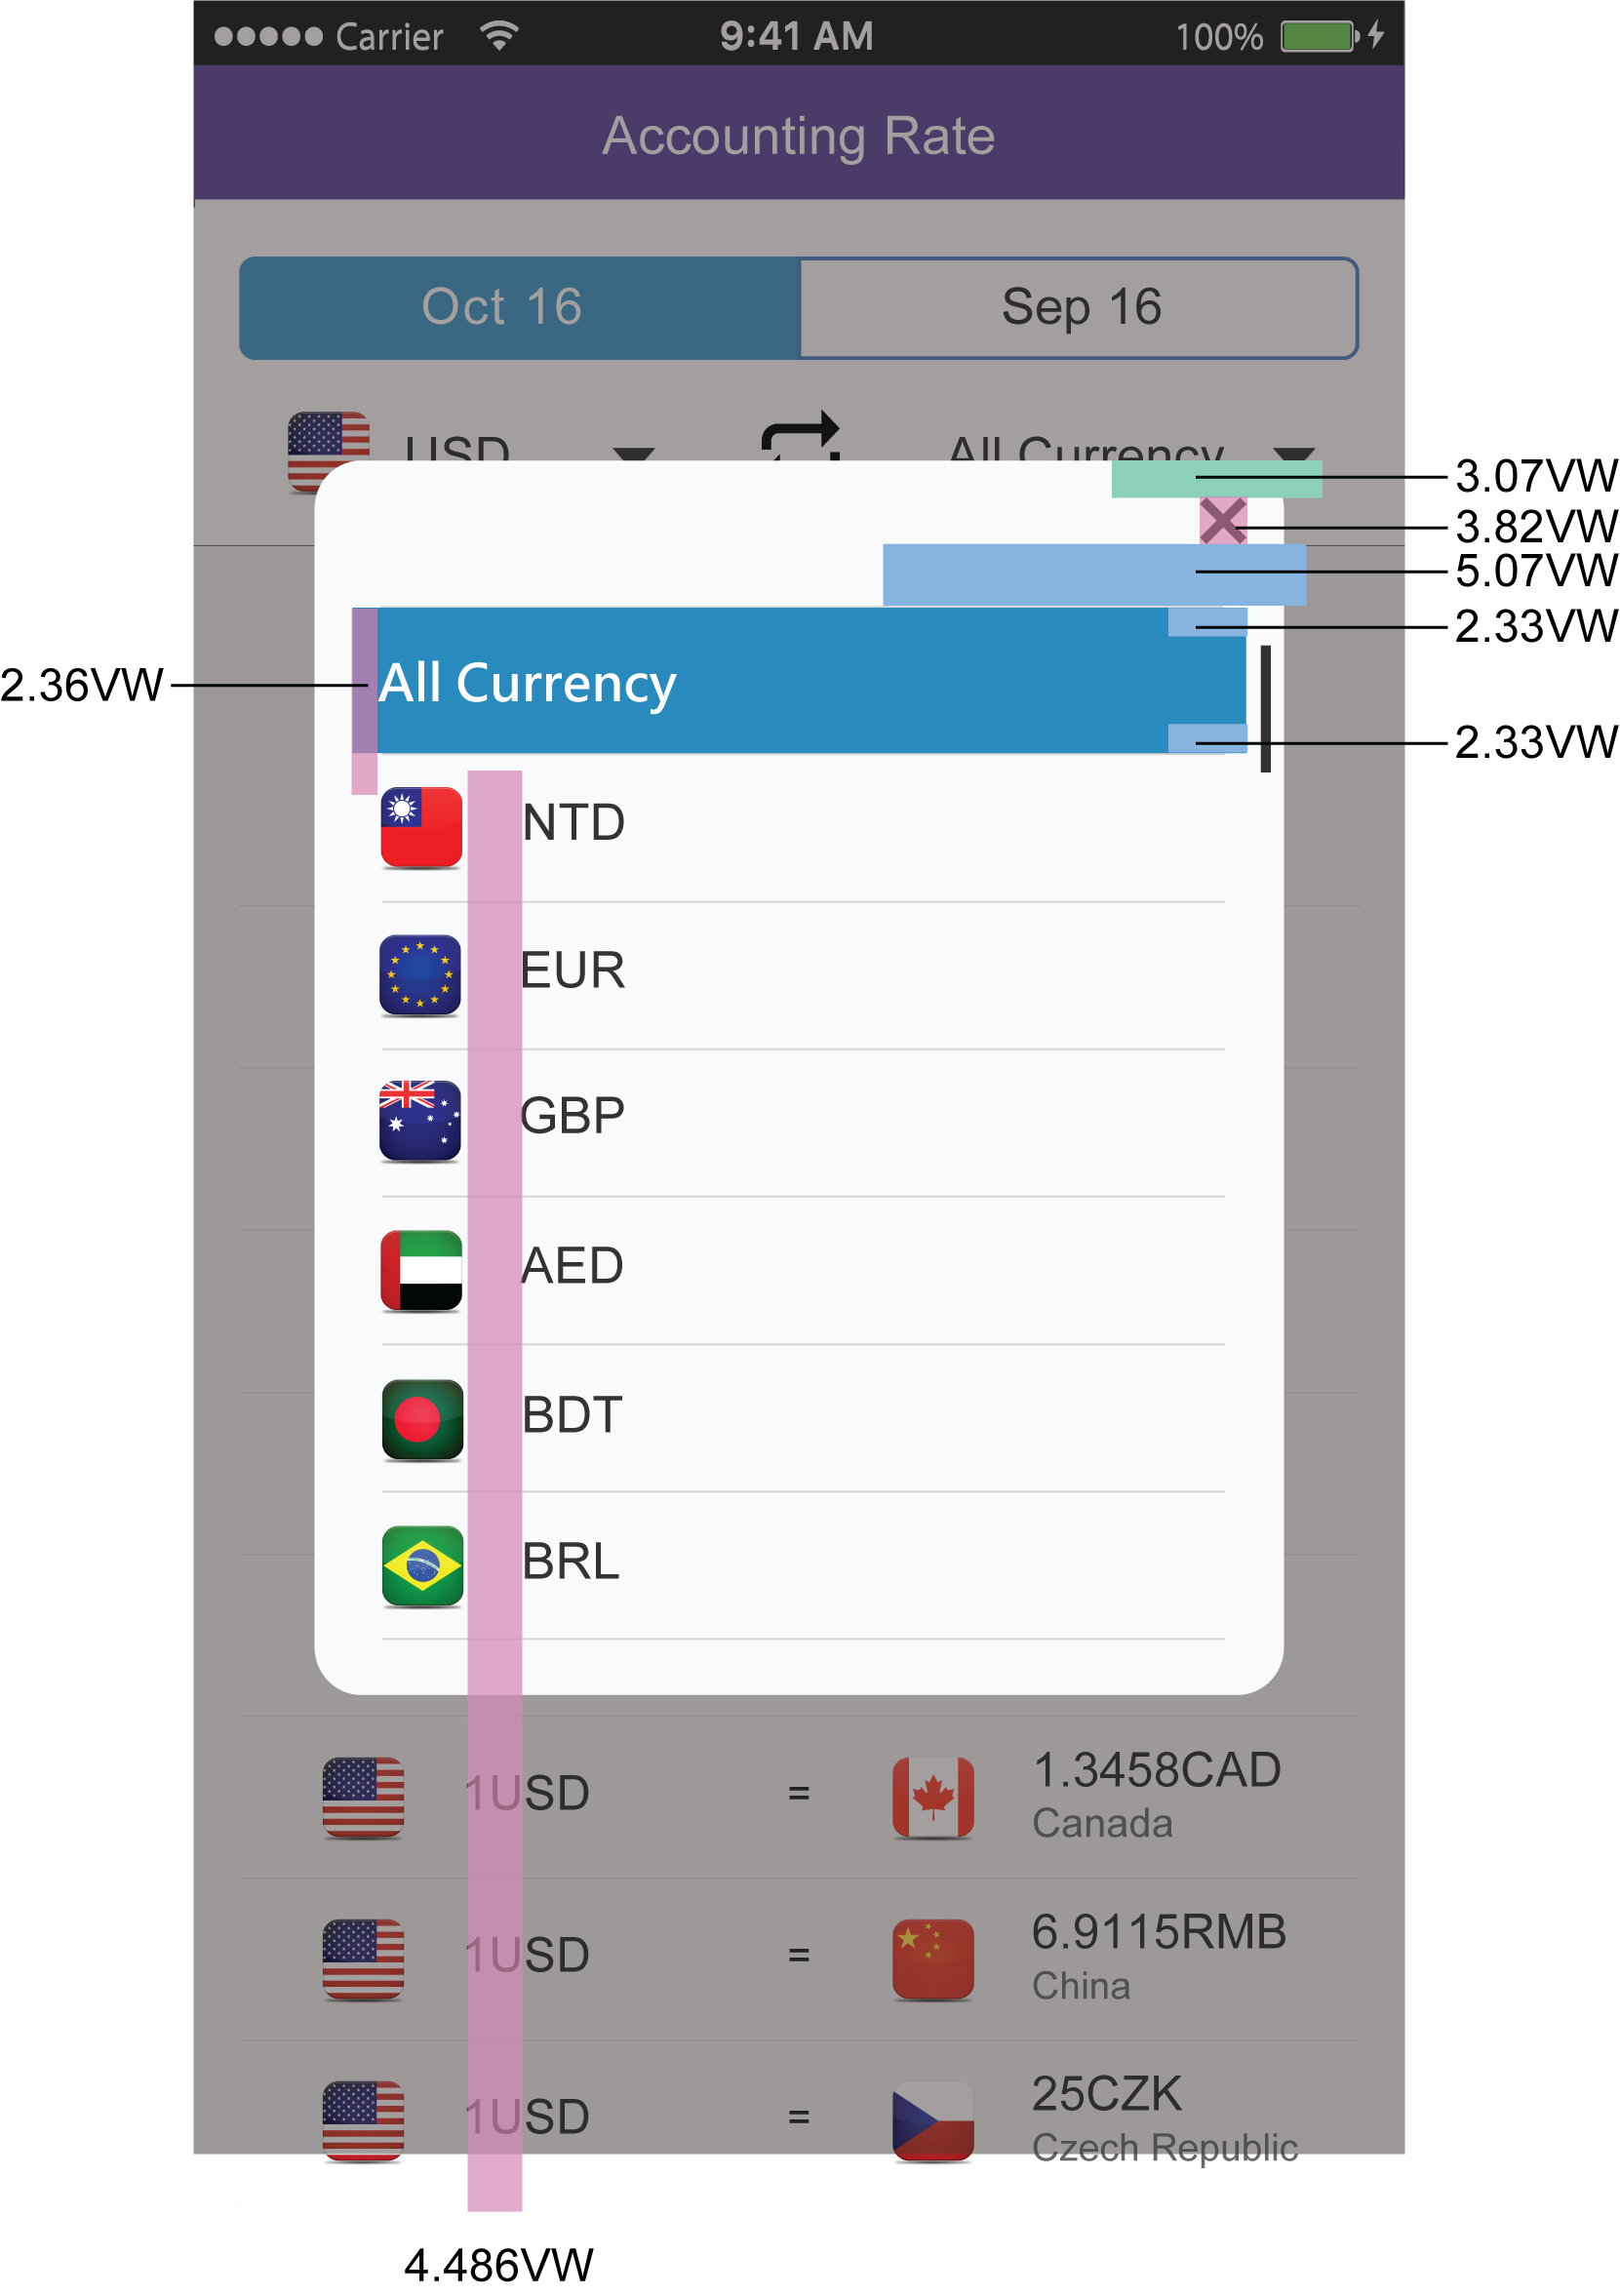 Carrier 9:41 AM 100%
Accounting Rate
Oct 16 Sep 16
USD All Currency
3.07VW
3.82VW
5.07VW
2.33VW
2.36VW All Currency
2.33VW
NTD
EUR
GBP
AED
BDT
BRL
1USD = 1.3458CAD
Canada
1USD = 6.9115RMB
China
1USD = 25CZK
Czech Republic
4.486VW